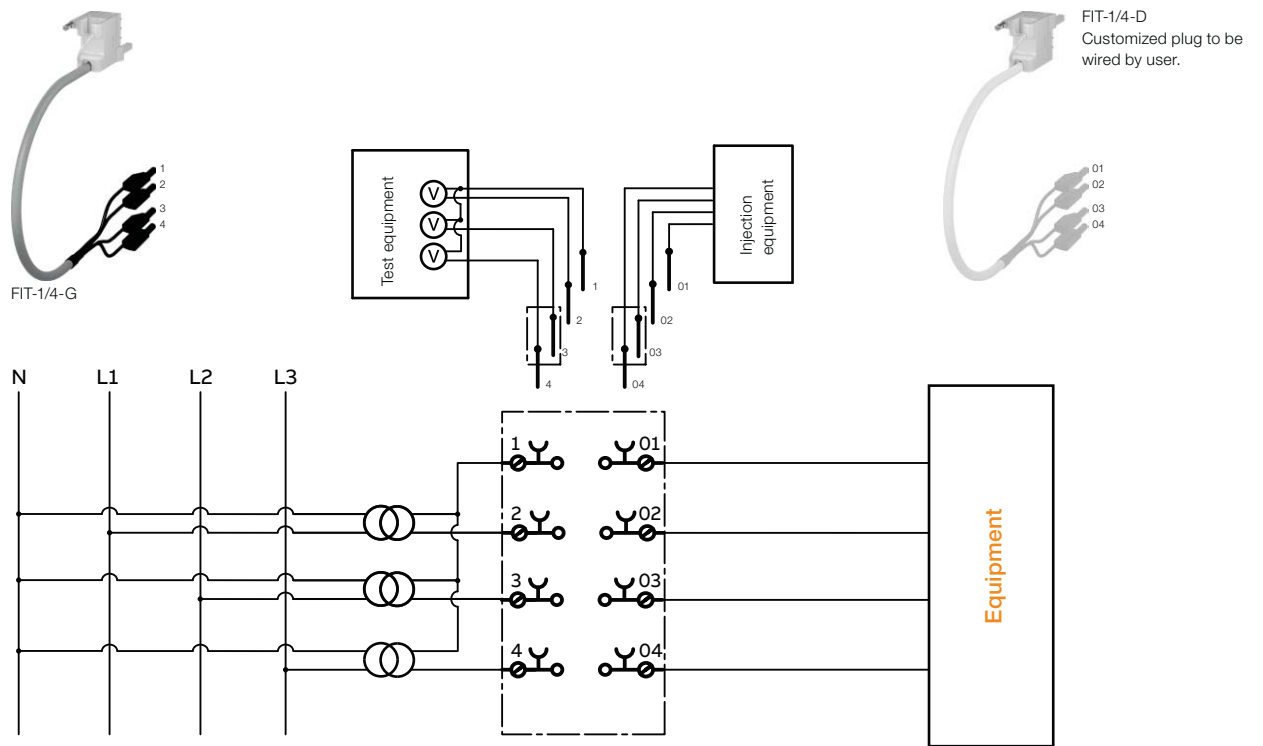 FIT-1/4-D
Customized plug to be
wired by user.
1
2
3
4
FIT-1/4-G
01
02
03
04
Test equipment
V
V
V
Injection
equipment
1
2
3
4
01
02
03
04
N
L1
L2
L3
1
01
2
02
3
03
4
04
Equipment